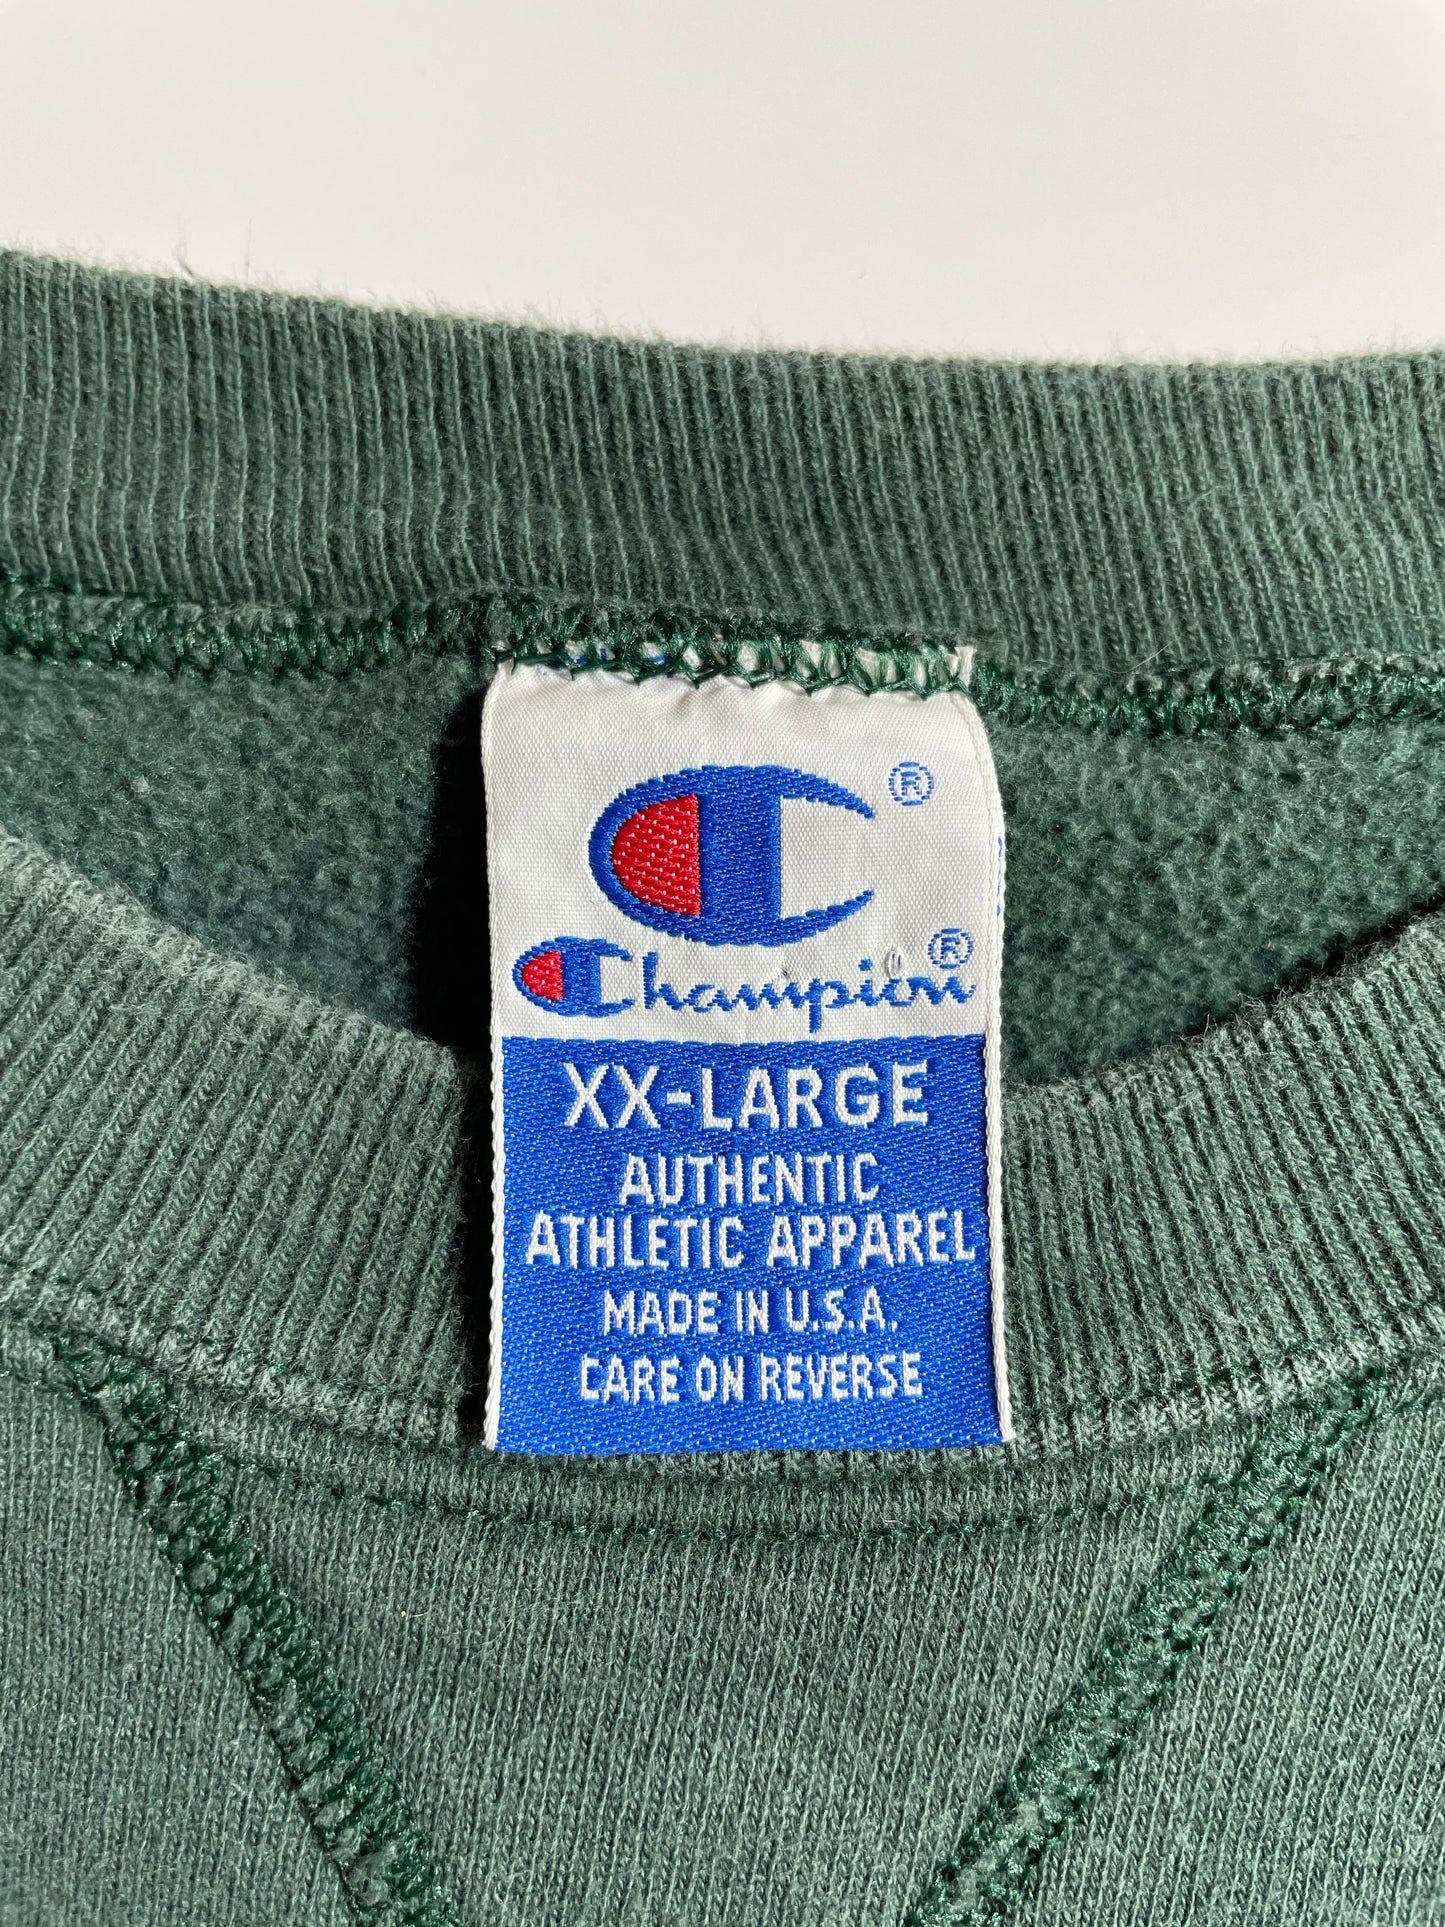 ®
Champion®
XX-LARGE
AUTHENTIC
ATHLETIC APPAREL
MADE IN U.S.A.
CARE ON REVERSE